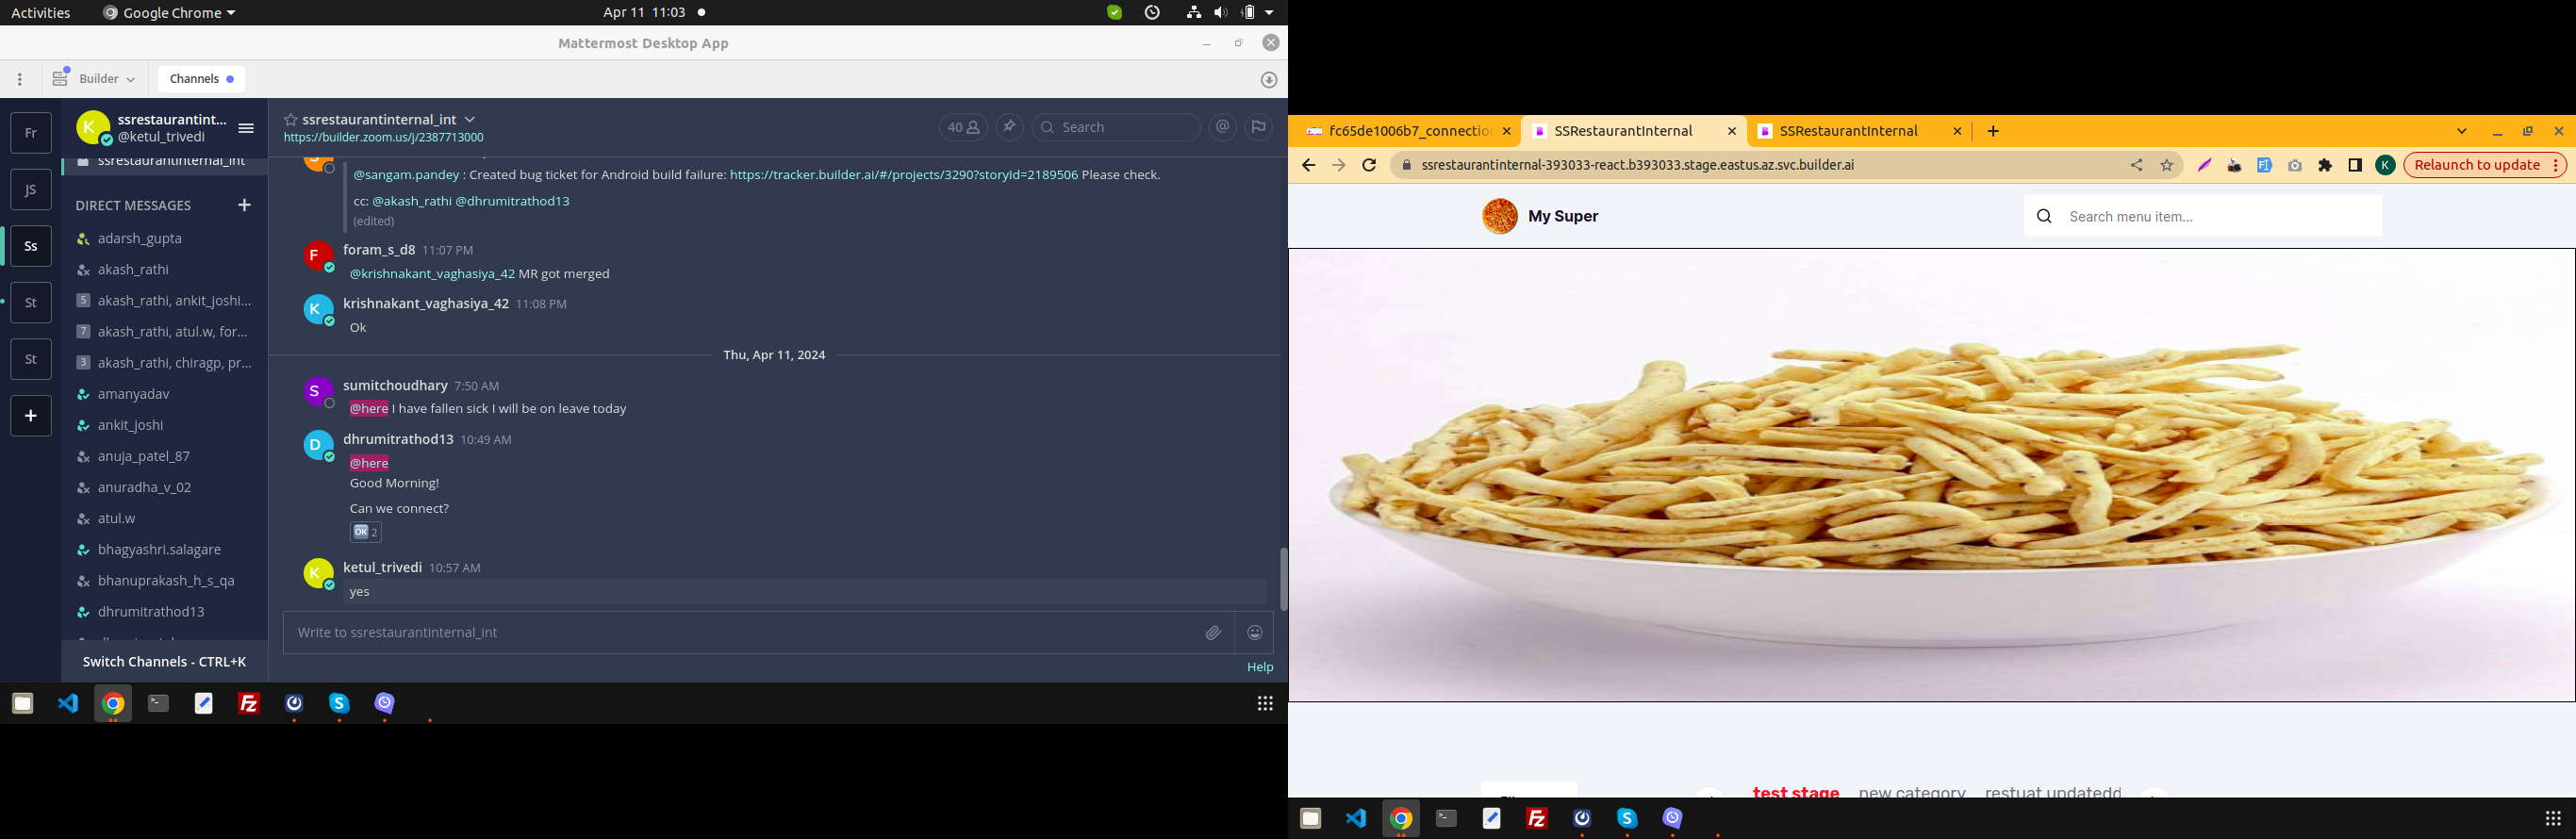 Activities
Google Chrome
Apr 11 11:03
Mattermost Desktop App
Builder
Channels
Fr
JS
Ss
St
St
+
K
ssrestaurantint...
@ketul_trivedi
ssrestaurantinternal_int
DIRECT MESSAGES
+
adarsh_gupta
akash_rathi
5 akash_rathi, ankit_joshi...
7 akash_rathi, atul.w, for...
3 akash_rathi, chiragp, pr...
amanyadav
ankit_joshi
anuja_patel_87
anuradha_v_02
atul.w
bhagyashri.salagare
bhanuprakash_h_s_qa
dhrumitrathod13
Switch Channels - CTRL+K
ssrestaurantinternal_int
https://builder.zoom.us/j/2387713000
40
Search
@sangam.pandey : Created bug ticket for Android build failure: https://tracker.builder.ai/#/projects/3290?storyId=2189506 Please check.
cc: @akash_rathi @dhrumitrathod13
(edited)
F
foram_s_d8 11:07 PM
@krishnakant_vaghasiya_42 MR got merged
K
krishnakant_vaghasiya_42 11:08 PM
Ok
Thu, Apr 11, 2024
S
sumitchoudhary 7:50 AM
@here I have fallen sick I will be on leave today
D
dhrumitrathod13 10:49 AM
@here
Good Morning!
Can we connect?
OK 2
K
ketul_trivedi 10:57 AM
yes
Write to ssrestaurantinternal_int
Help
fc65de1006b7_connection
SSRestaurantInternal
SSRestaurantInternal
ssrestaurantinternal-393033-react.b393033.stage.eastus.az.svc.builder.ai
K
Relaunch to update
My Super
Search menu item...
test stage
new category
restuat updatedd